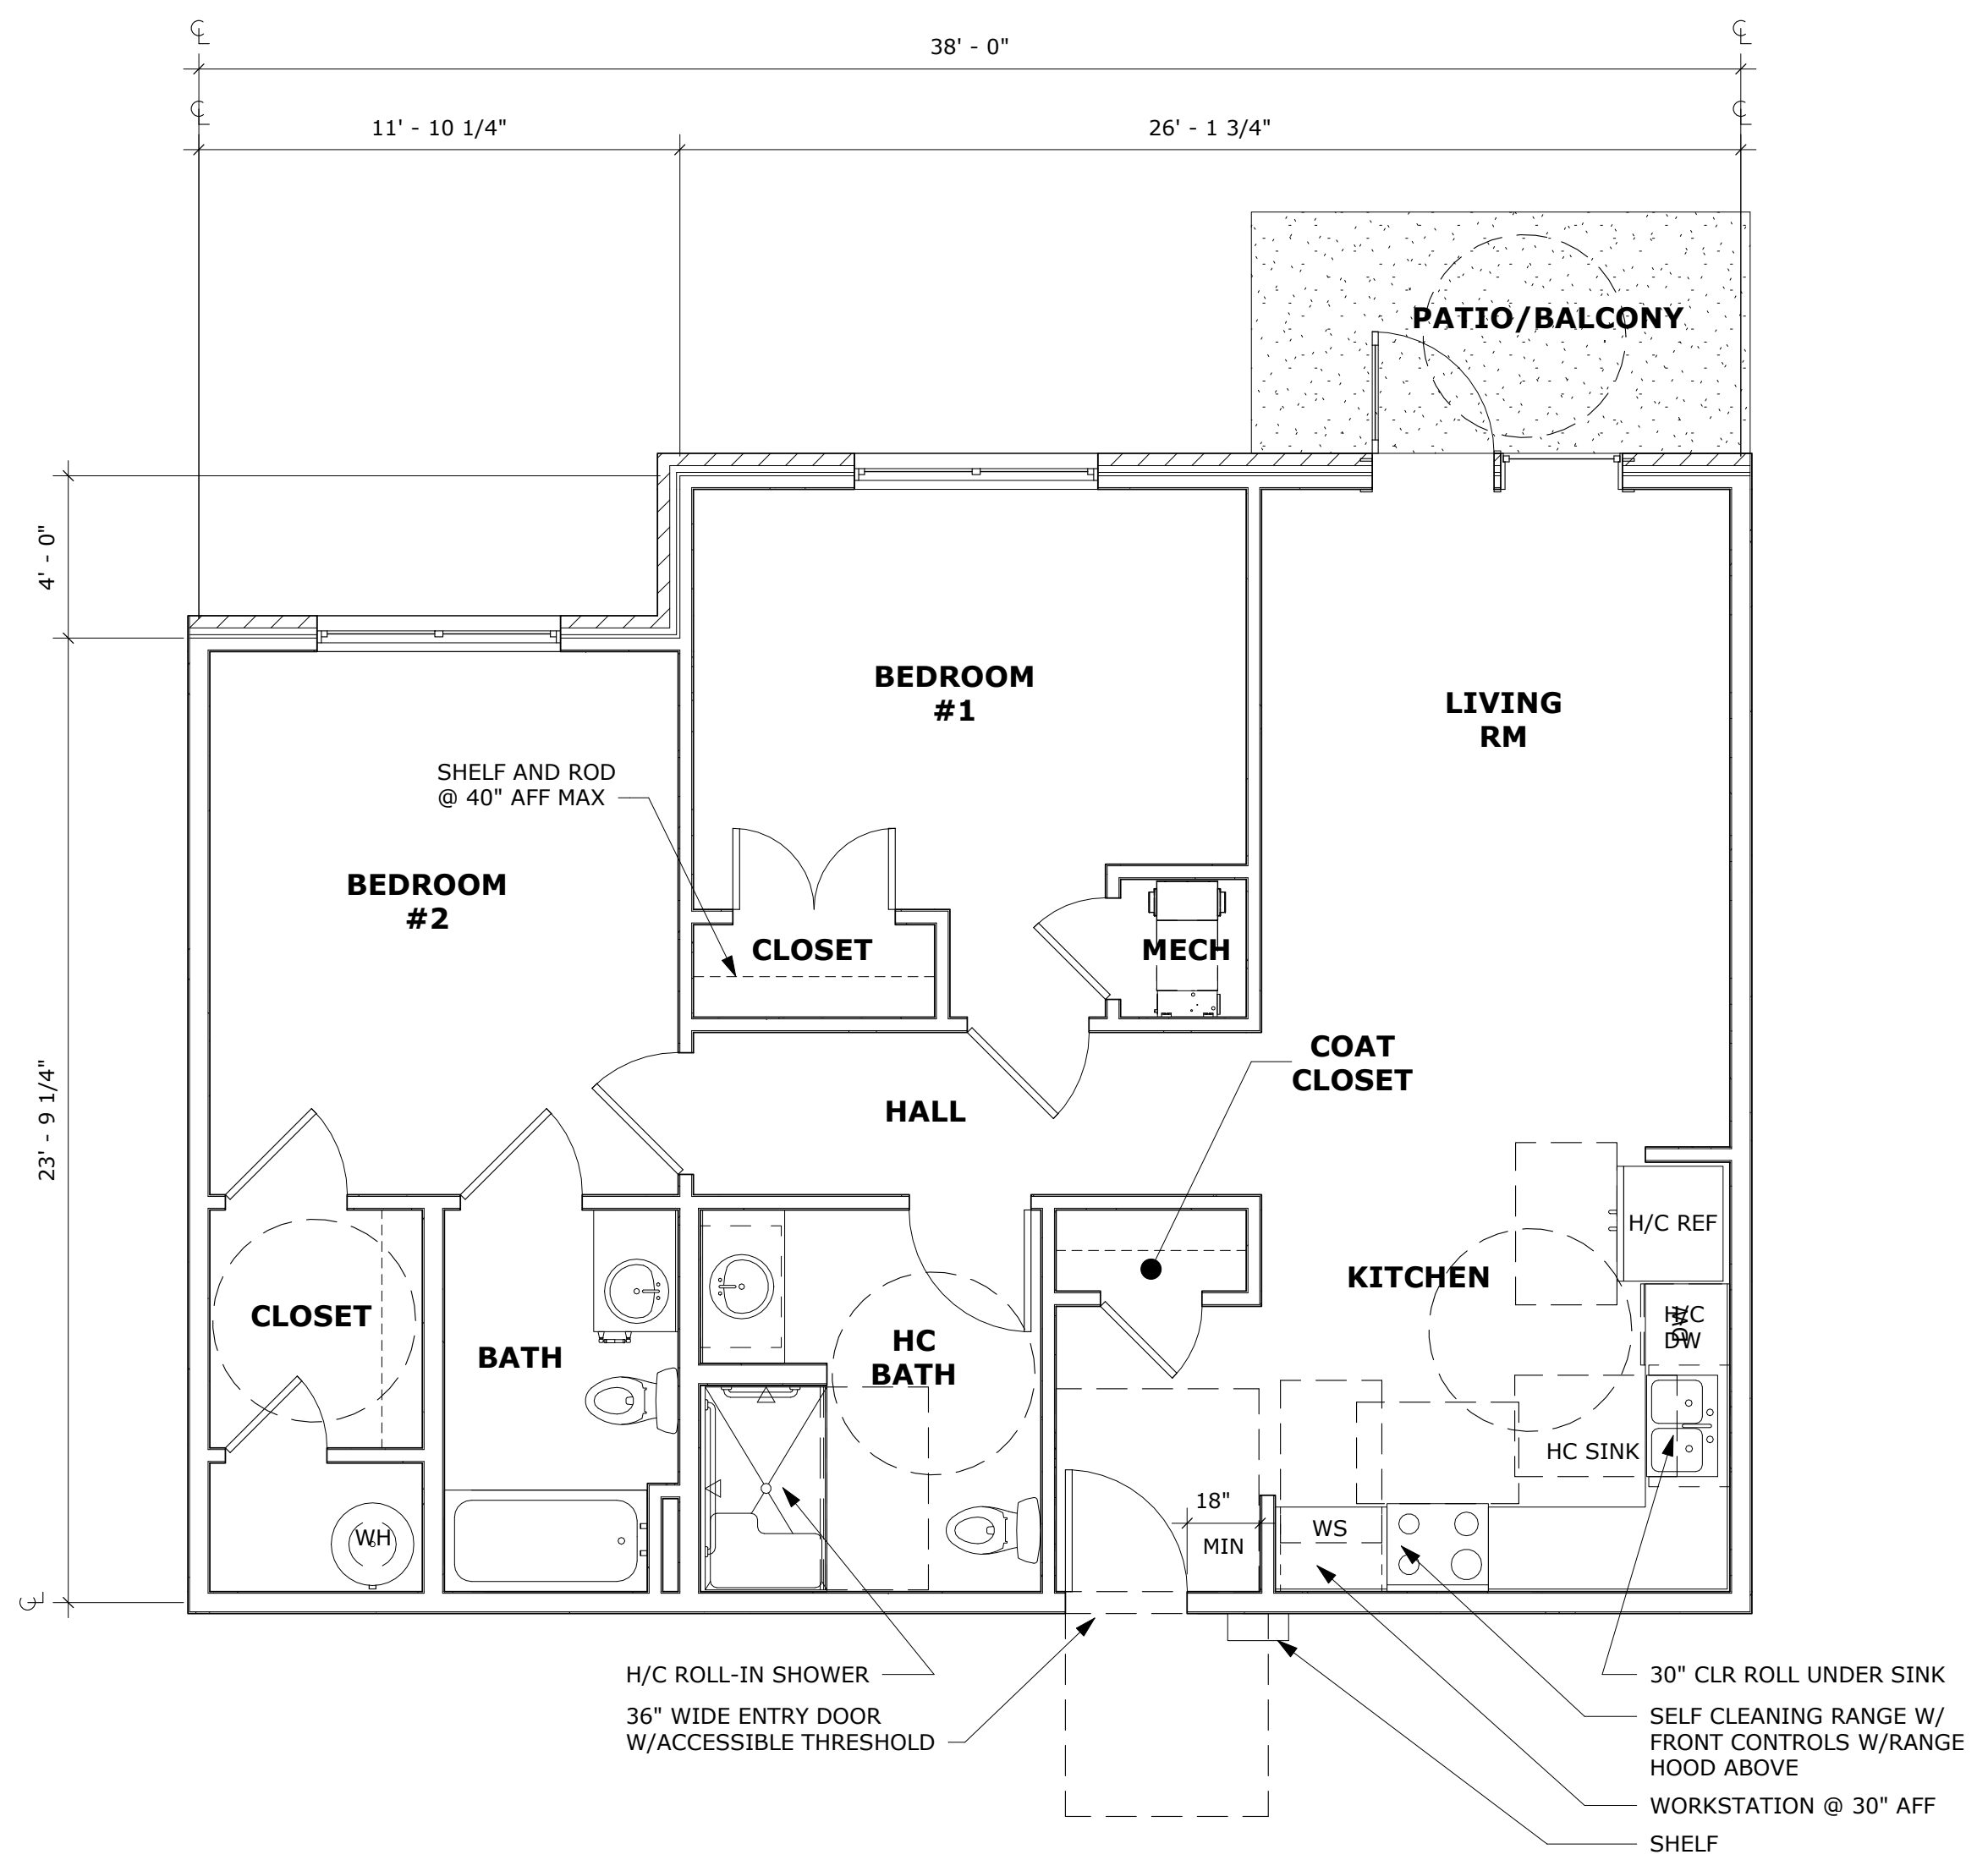 38' - 0"
11' - 10 1/4"
26' - 1 3/4"
PATIO/BALCONY
4' - 0"
BEDROOM
#1
LIVING
RM
SHELF AND ROD
@ 40" AFF MAX
BEDROOM
#2
CLOSET
MECH
COAT
CLOSET
HALL
23' - 9 1/4"
H/C REF
KITCHEN
CLOSET
BATH
HC
BATH
H/C
DW
DW
HC SINK
18"
MIN
WS
WH
H/C ROLL-IN SHOWER
36" WIDE ENTRY DOOR
W/ACCESSIBLE THRESHOLD
30" CLR ROLL UNDER SINK
SELF CLEANING RANGE W/
FRONT CONTROLS W/RANGE
HOOD ABOVE
WORKSTATION @ 30" AFF
SHELF